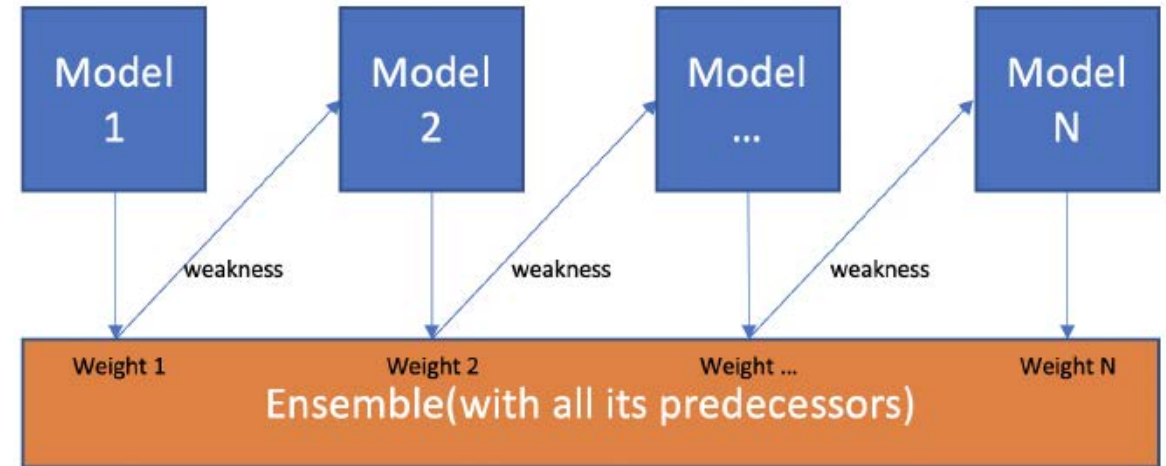 Model
1
Model
2
Model
...
Model
N
weakness
weakness
weakness
Weight 1
Weight 2
Weight ...
Weight N
Ensemble(with all its predecessors)